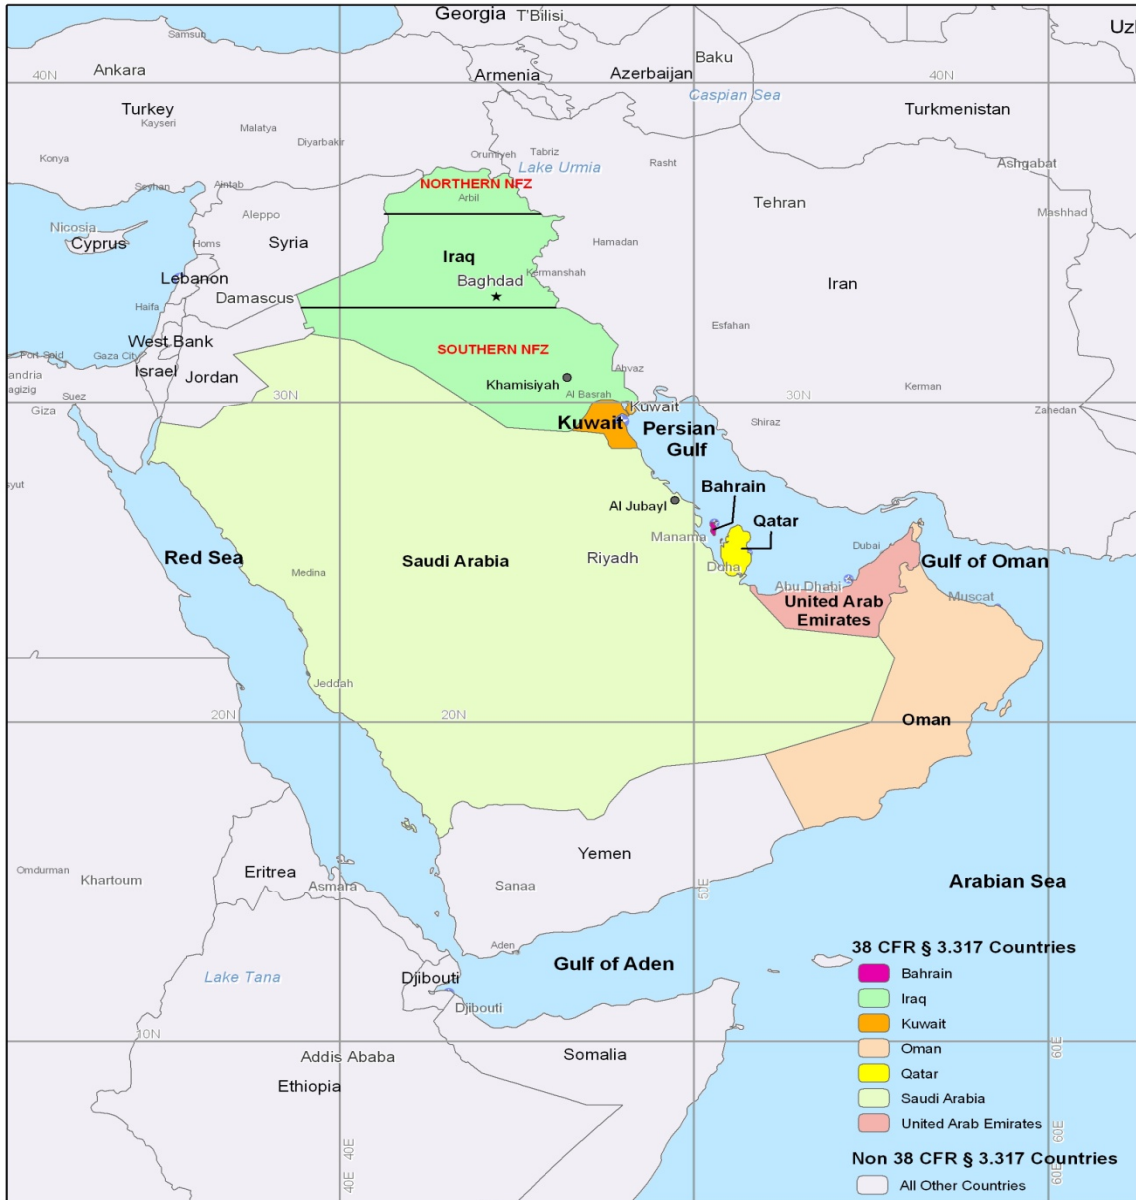 Georgia
T'Bilisi
Samsun
Baku
Ankara
Armenia
Azerbaijan
40N
40N
Caspian Sea
Turkey
Turkmenistan
Kayseri
Malatya
Diyarbakir
Konya
Orumiyeh
Tabriz
Lake Urmia
Rasht
Ashgabat
Seyhan
Aintab
NORTHERN NFZ
Arbil
Tehran
Mashhad
Aleppo
Nicosia
Cyprus
Homs
Syria
Hamadan
Iraq
Kermanshah
Lebanon
Baghdad
Iran
Damascus
Haifa
Esfahan
West Bank
SOUTHERN NFZ
Port Said
Gaza City
Israel
Jordan
Ahvaz
andria
agizig
Khamisiyah
Kerman
Suez
30N
Al Basrah
30N
Giza
Kuwait
Kuwait
Persian
Gulf
Shiraz
Zahedan
syut
Bahrain
Al Jubayl
Qatar
Manama
Red Sea
Saudi Arabia
Riyadh
Dubai
Gulf of Oman
Medina
Doha
Abu Dhabi
United Arab
Emirates
Muscat
Jeddah
20N
20N
Oman
Yemen
Omdurman
Khartoum
Eritrea
Asmara
Sanaa
Arabian Sea
Aden
Gulf of Aden
Lake Tana
Djibouti
Djibouti
10N
Addis Ababa
Somalia
Ethiopia
40E
40E
60E
60E
60E
38 CFR § 3.317 Countries
Bahrain
Iraq
Kuwait
Oman
Qatar
Saudi Arabia
United Arab Emirates
Non 38 CFR § 3.317 Countries
All Other Countries